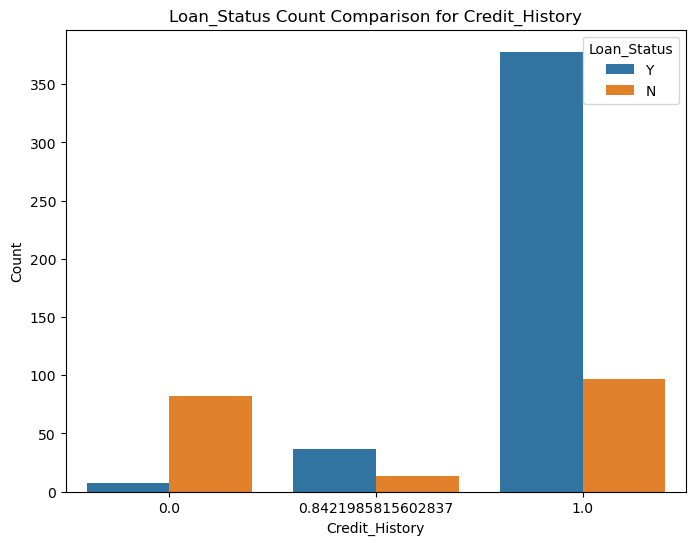 Loan_Status Count Comparison for Credit_History
Loan_Status
Y
N
Count
350
300
250
200
150
100
50
0
0.0
0.8421985815602837
1.0
Credit_History